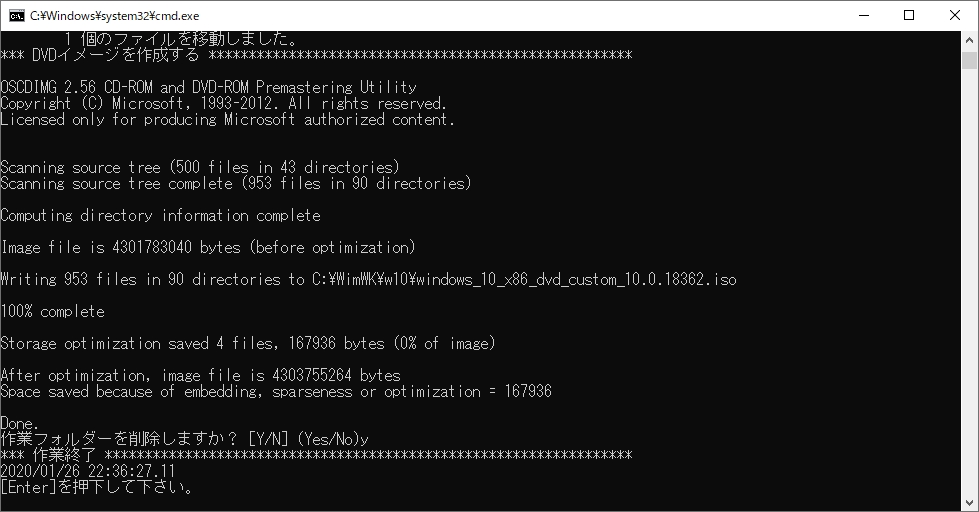 C:¥Windows¥system32¥cmd.exe
1 個のファイルを移動しました。
*** DVDイメージを作成する *****************************************************
OSCDIMG 2.56 CD-ROM and DVD-ROM Premastering Utility
Copyright (C) Microsoft, 1993-2012. All rights reserved.
Licensed only for producing Microsoft authorized content.
Scanning source tree (500 files in 43 directories)
Scanning source tree complete (953 files in 90 directories)
Computing directory information complete
Image file is 4301783040 bytes (before optimization)
Writing 953 files in 90 directories to C:¥WimWK¥w10¥windows_10_x86_dvd_custom_10.0.18362.iso
100% complete
Storage optimization saved 4 files, 167936 bytes (0% of image)
After optimization, image file is 4303755264 bytes
Space saved because of embedding, sparseness or optimization = 167936
Done.
作業フォルダーを削除しますか？ [Y/N] (Yes/No)y
*** 作業終了 ******************************************************************
2020/01/26 22:36:27.11
[Enter]を押下して下さい。